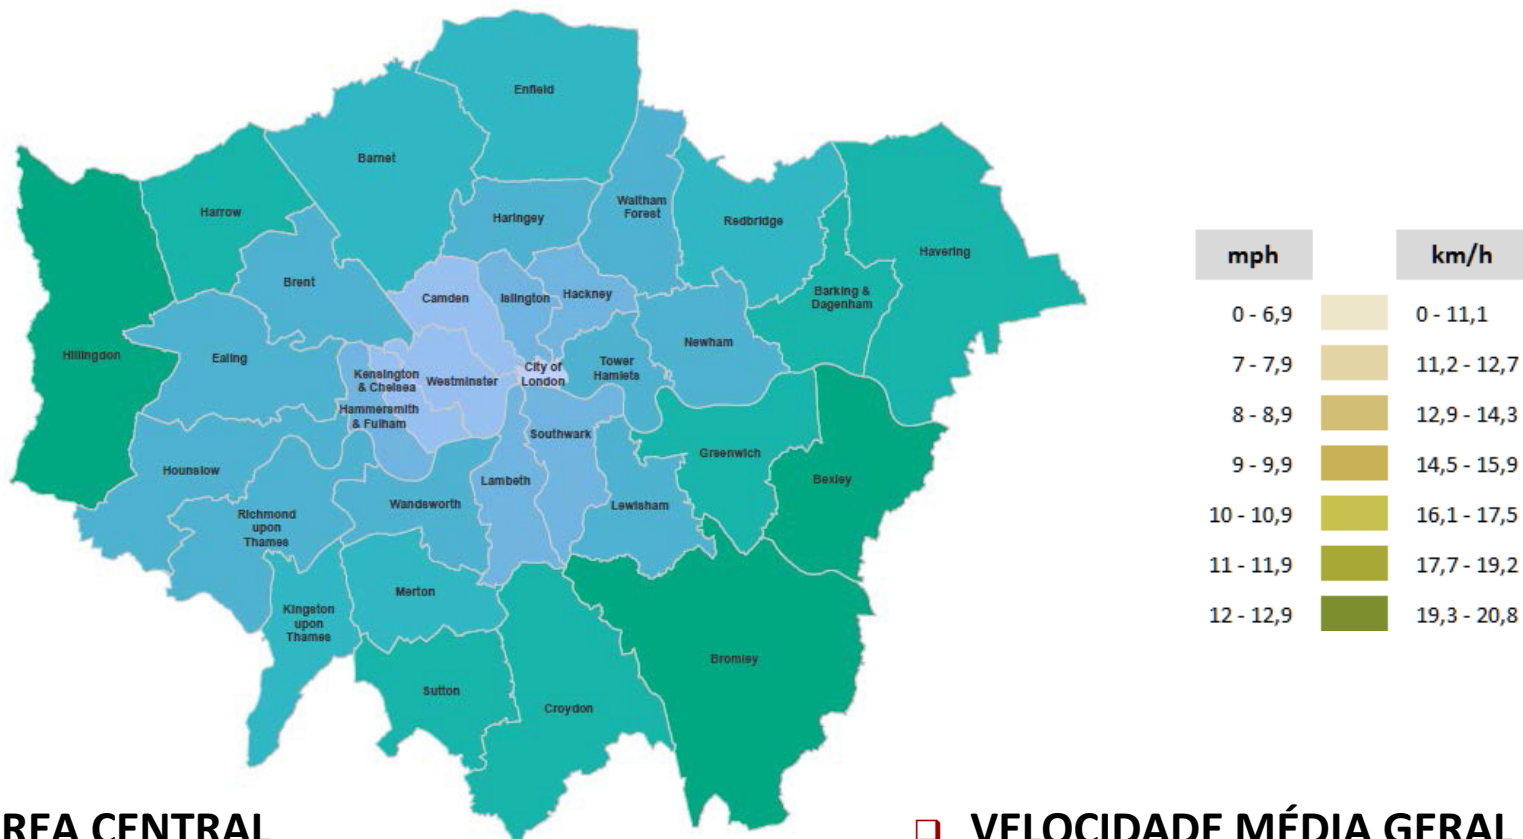 Enfield
Barnet
Harrow
Haringey
Waltham
Forest
Redbridge
Havering
Brent
Camden
Islington
Hackney
Barking &
Dagenham
Hillingdon
Ealing
Kensington
& Chelsea
Westminster
City of
London
Tower
Hamlets
Newham
Hammersmith
& Fulham
Southwark
Greenwich
Bexley
Hounslow
Lambeth
Wandsworth
Lewisham
Richmond
upon
Thames
Merton
Kingston
upon
Thames
Bromley
Sutton
Croydon
mph km/h
0 - 6,9 0 - 11,1
7 - 7,9 11,2 - 12,7
8 - 8,9 12,9 - 14,3
9 - 9,9 14,5 - 15,9
10 - 10,9 16,1 - 17,5
11 - 11,9 17,7 - 19,2
12 - 12,9 19,3 - 20,8
REA CENTRAL
VELOCIDADE MÉDIA GERAL